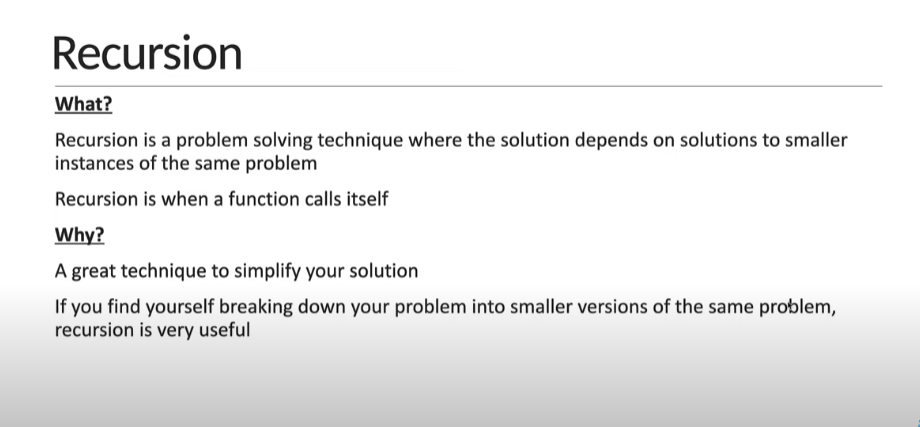 Recursion
What?
Recursion is a problem solving technique where the solution depends on solutions to smaller
instances of the same problem
Recursion is when a function calls itself
Why?
A great technique to simplify your solution
If you find yourself breaking down your problem into smaller versions of the same problem,
recursion is very useful